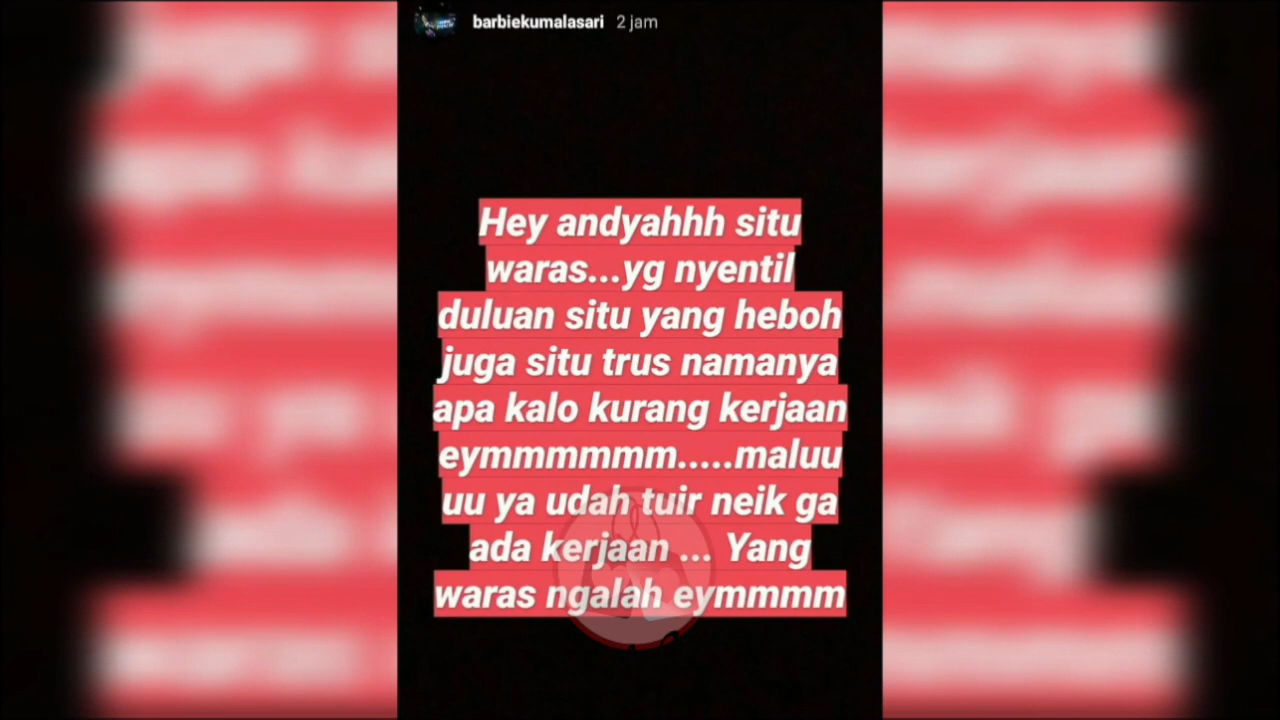 barbiekumalasari 2 jam
Hey andyahhh situ
waras...yg nyentil
duluan situ yang heboh
juga situ trus namanya
apa kalo kurang kerjaan
eymmmmmm.....maluu
uu ya udah tuir neik ga
ada kerjaan ... Yang
waras ngalah eymmmm